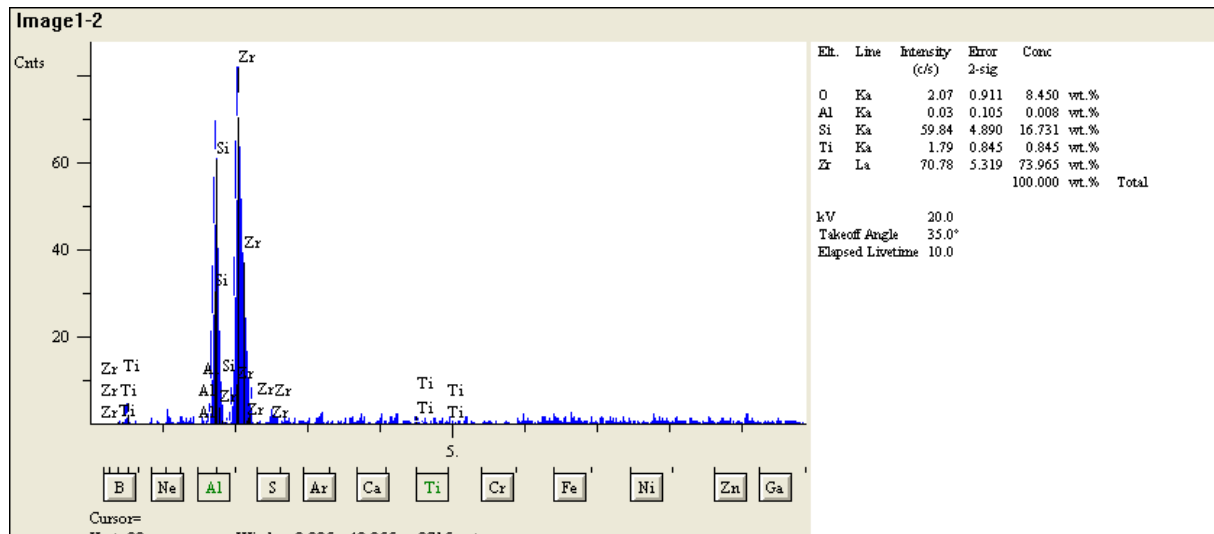 Image1-2
Cnts
60
40
20
Zr
Si
Zr
Si
Zr Ti Si Ti
Zr Ti Al Zr Zr Ti
Zr Ti Al Zr Zr Ti Ti
5.
B Ne Al S Ar Ca Ti Cr Fe Ni Zn Ga
Cursor=
Elt. Line Intensity Error Conc
(c/s) 2-sig
O Ka 2.07 0.911 8.450 wt.%
Al Ka 0.03 0.105 0.008 wt.%
Si Ka 59.84 4.890 16.731 wt.%
Ti Ka 1.79 0.845 0.845 wt.%
Zr La 70.78 5.319 73.965 wt.%
100.000 wt.% Total
kV 20.0
Takeoff Angle 35.0°
Elapsed Livetime 10.0